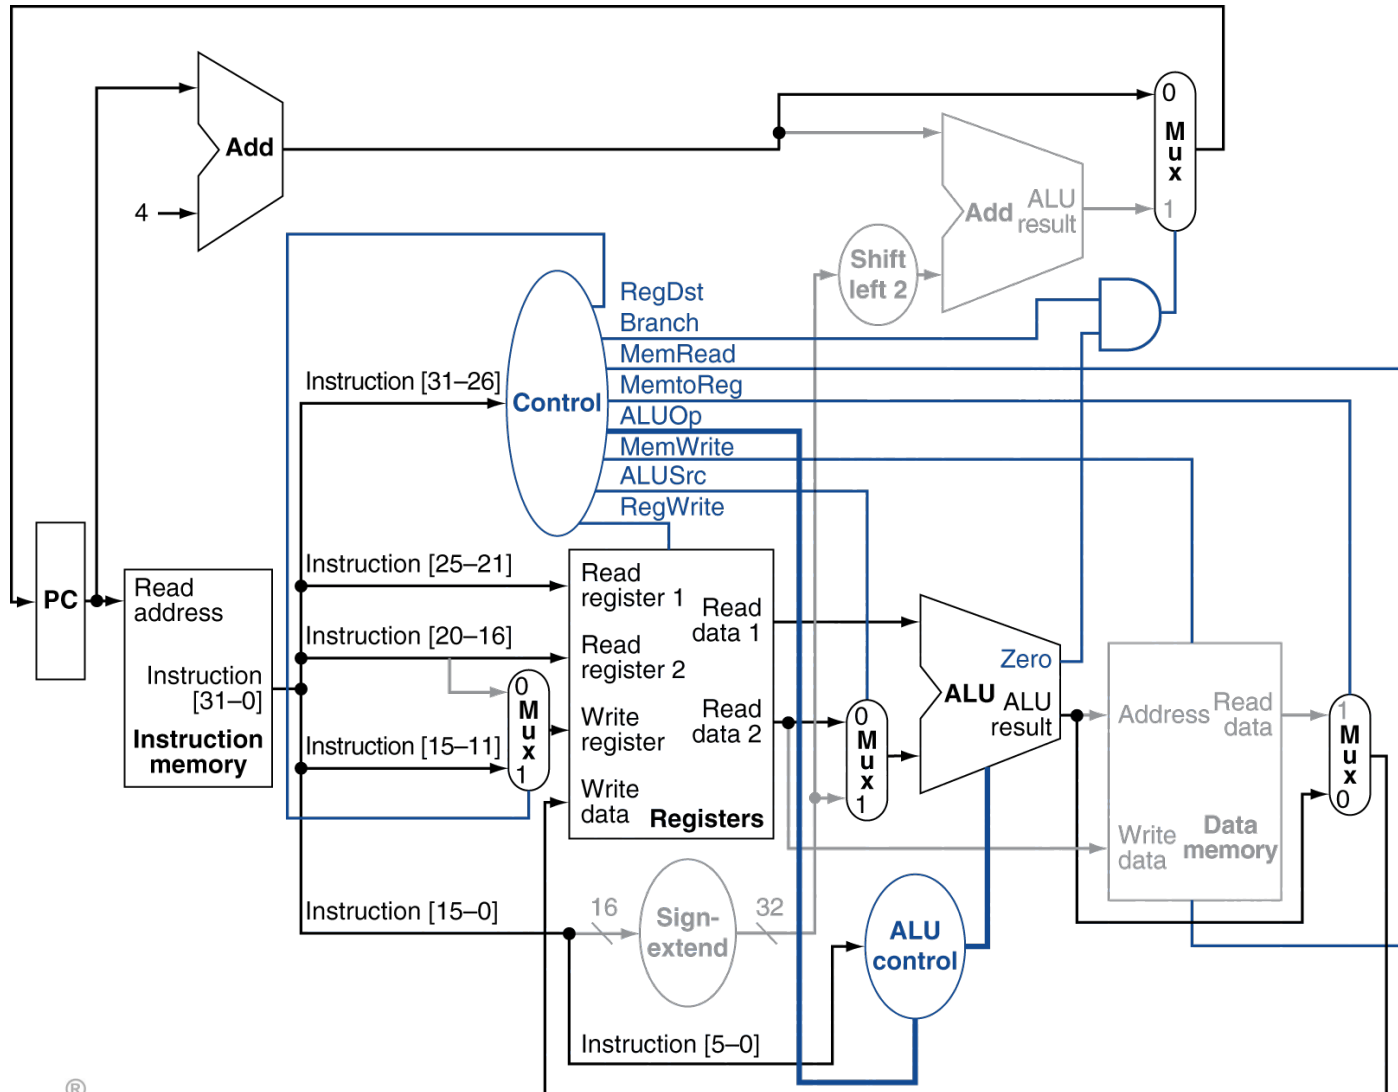 Add
4
0
M
u
x
1
Add
ALU
result
Shift
left 2
RegDst
Branch
MemRead
MemtoReg
ALUOp
MemWrite
ALUSrc
RegWrite
Instruction [31–26]
Control
PC
Read
address
Instruction
[31–0]
Instruction
memory
Instruction [25–21]
Instruction [20–16]
Instruction [15–11]
0
M
u
x
1
Read
register 1
Read
register 2
Write
register
Write
data
Read
data 1
Read
data 2
Registers
0
M
u
x
1
Zero
ALU
ALU
result
Address
Read
data
Write
data
Data
memory
1
M
u
x
0
Instruction [15–0]
16
Sign-
extend
32
ALU
control
Instruction [5–0]
®